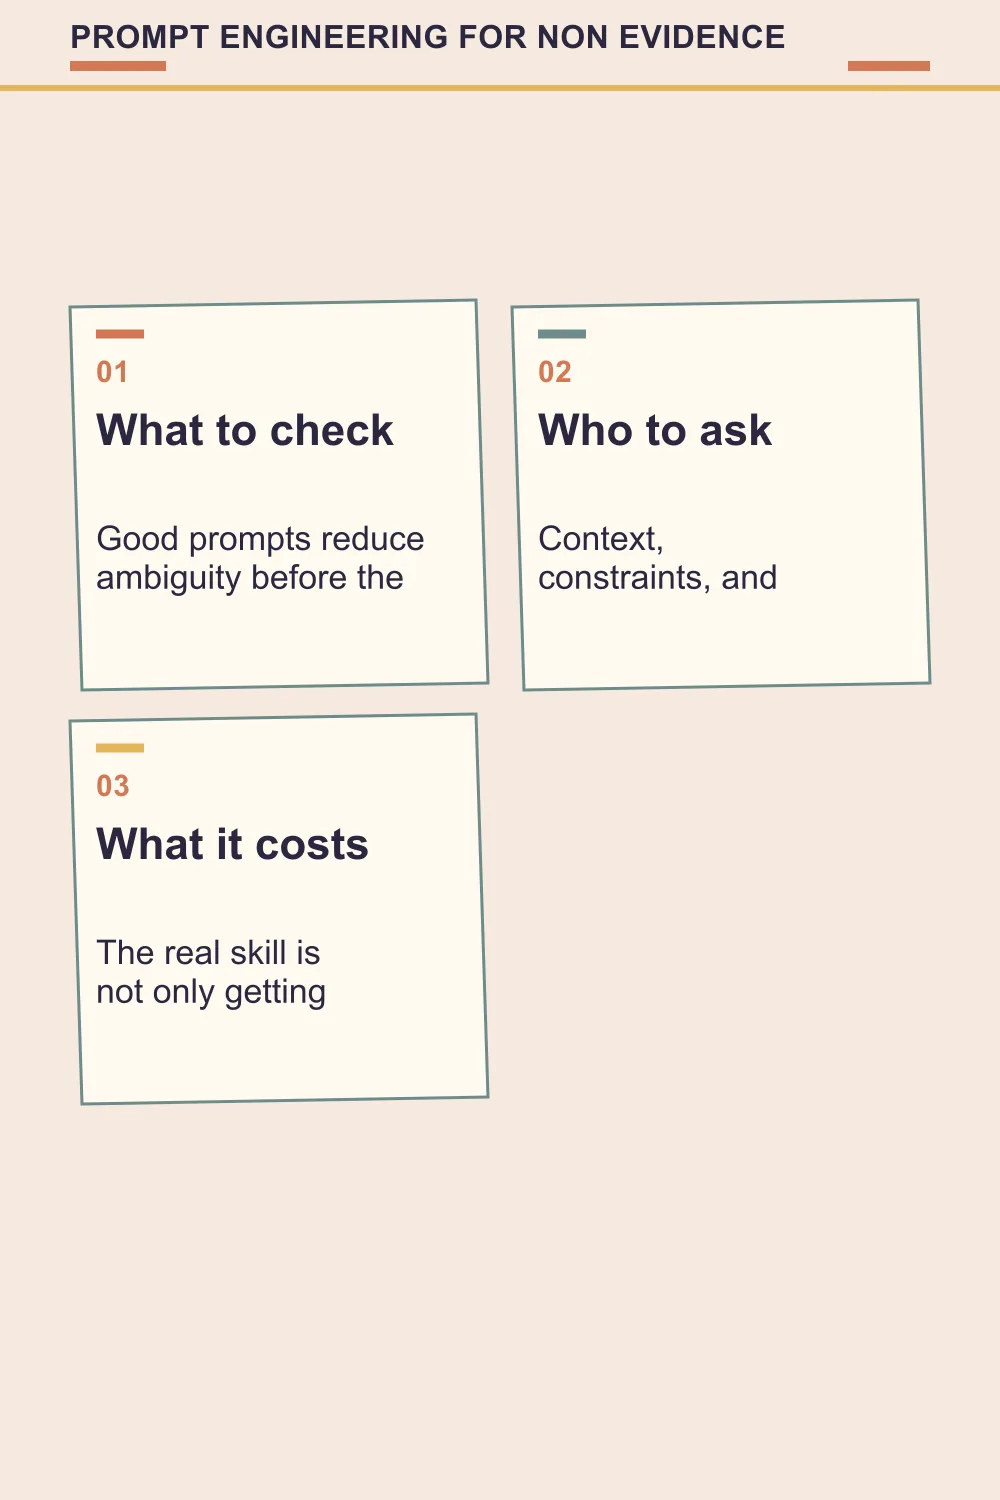 PROMPT ENGINEERING FOR NON EVIDENCE
01
What to check
Good prompts reduce
ambiguity before the
02
Who to ask
Context,
constraints, and
03
What it costs
The real skill is
not only getting